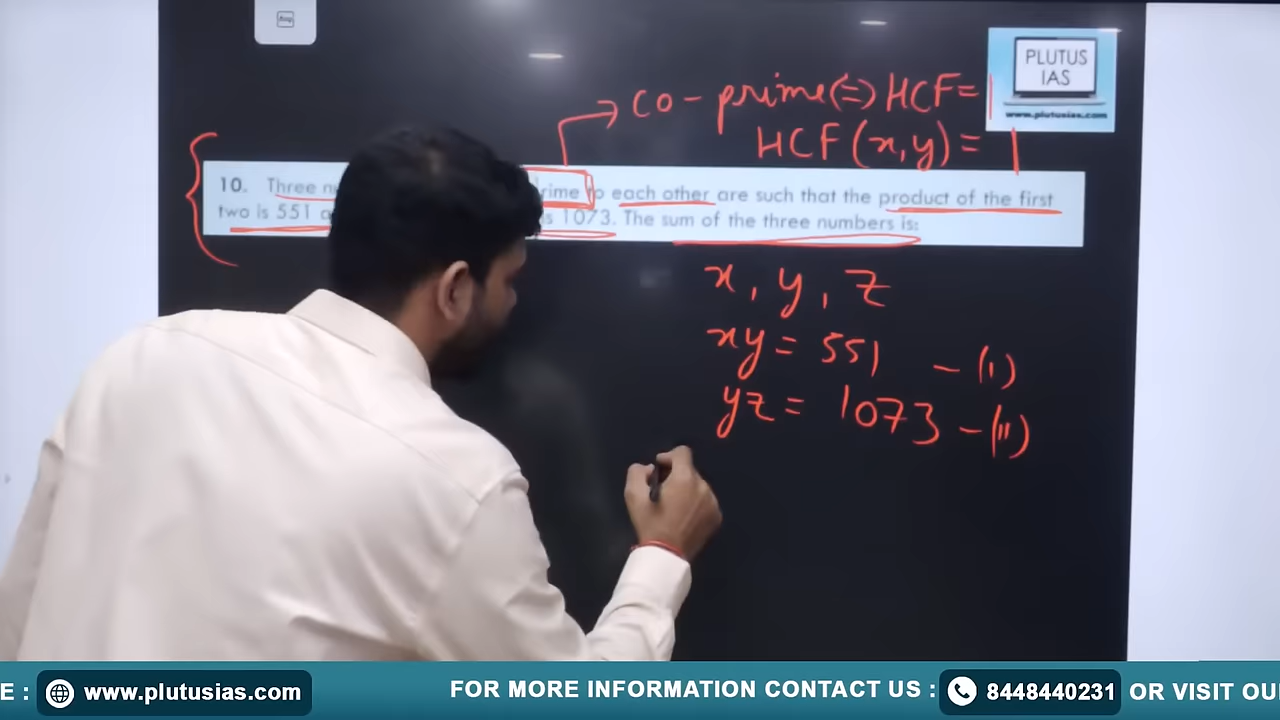 Ans
PLUTUS
IAS
www.plutusias.com
co-prime(=) HCF=1
HCF(x,y) = 1
10. Three rime to each other are such that the product of the first
two is 551 s 1073. The sum of the three numbers is:
x, y, z
xy = 551 -(i)
yz = 1073 -(ii)
E : www.plutusias.com FOR MORE INFORMATION CONTACT US : 8448440231 OR VISIT OU